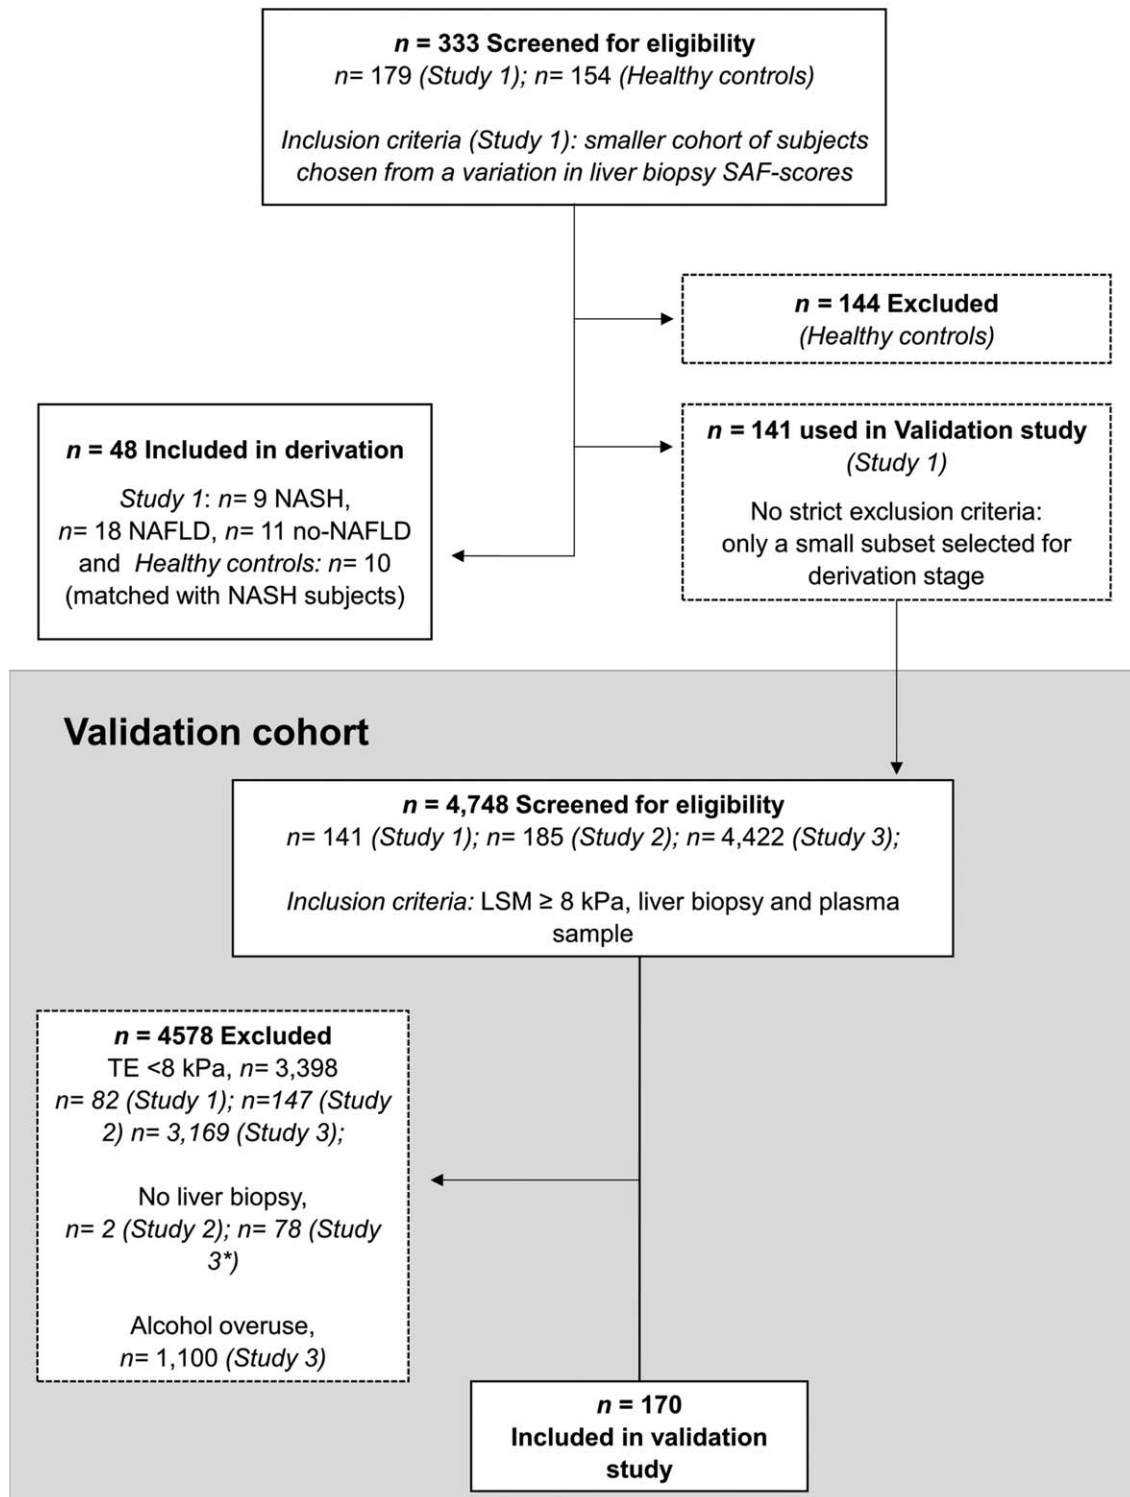 n = 333 Screened for eligibility
n= 179 (Study 1); n= 154 (Healthy controls)
Inclusion criteria (Study 1): smaller cohort of subjects
chosen from a variation in liver biopsy SAF-scores
n = 144 Excluded
(Healthy controls)
n = 48 Included in derivation
Study 1: n= 9 NASH,
n= 18 NAFLD, n= 11 no-NAFLD
and Healthy controls: n= 10
(matched with NASH subjects)
n = 141 used in Validation study
(Study 1)
No strict exclusion criteria:
only a small subset selected for
derivation stage
Validation cohort
n = 4,748 Screened for eligibility
n= 141 (Study 1); n= 185 (Study 2); n= 4,422 (Study 3);
Inclusion criteria: LSM ≥ 8 kPa, liver biopsy and plasma
sample
n = 4578 Excluded
TE <8 kPa, n= 3,398
n= 82 (Study 1); n=147 (Study
2) n= 3,169 (Study 3);
No liver biopsy,
n= 2 (Study 2); n= 78 (Study
3*)
Alcohol overuse,
n= 1,100 (Study 3)
n = 170
Included in validation
study